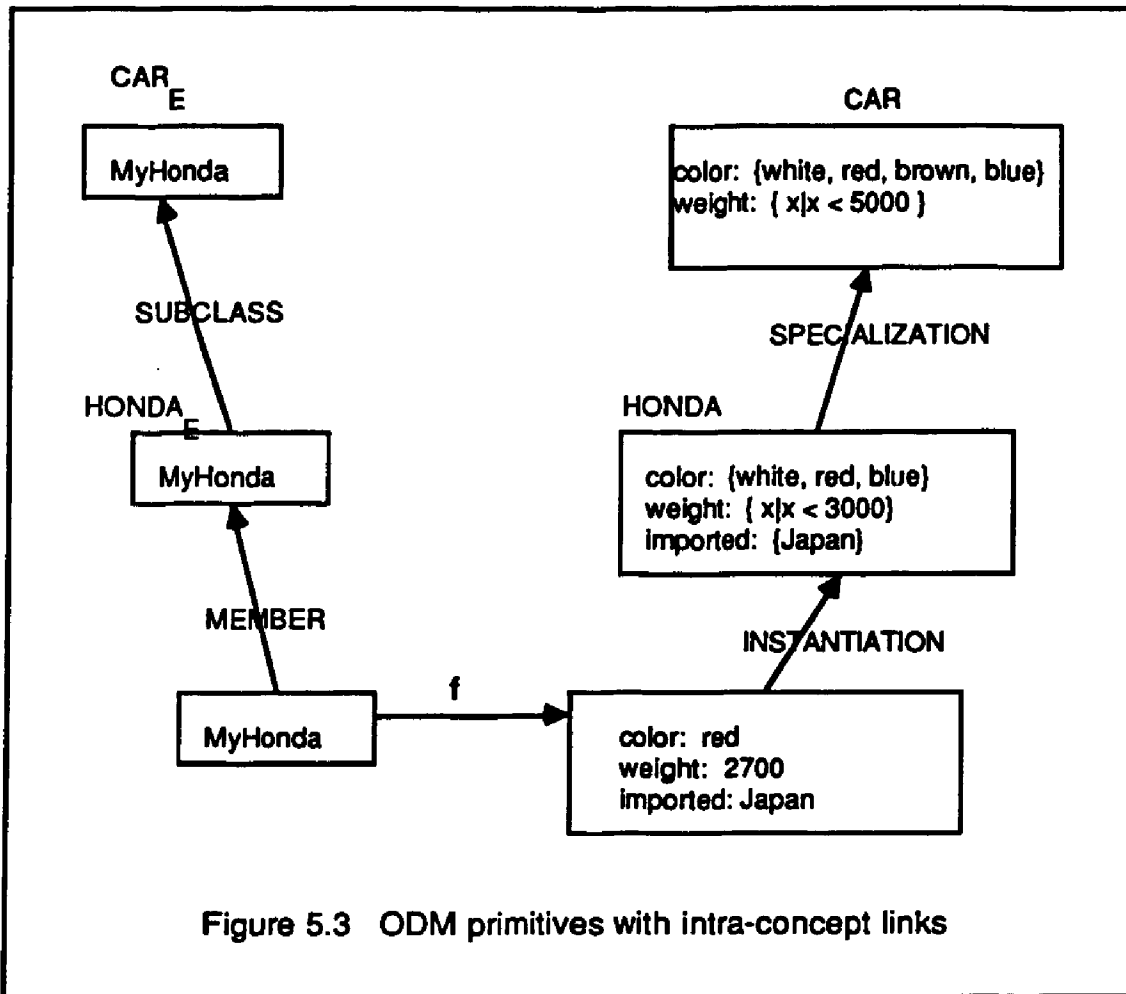 CAR
E
MyHonda
SUBCLASS
HONDA
E
MyHonda
MEMBER
MyHonda
f
CAR
color: {white, red, brown, blue}
weight: { x|x < 5000 }
SPECIALIZATION
HONDA
color: {white, red, blue}
weight: { x|x < 3000}
imported: {Japan}
INSTANTIATION
color: red
weight: 2700
imported: Japan
Figure 5.3 ODM primitives with intra-concept links